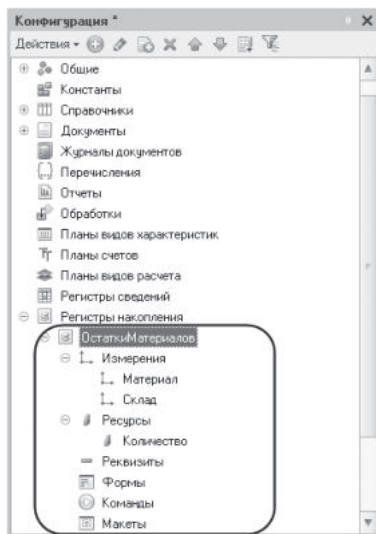 Конфигурация *
Действия
Общие
Константы
Справочники
Документы
Журналы документов
Перечисления
Отчеты
Обработки
Планы видов характеристик
Планы счетов
Планы видов расчета
Регистры сведений
Регистры накопления
ОстаткиМатериалов
Измерения
Материал
Склад
Ресурсы
Количество
Реквизиты
Формы
Команды
Макеты